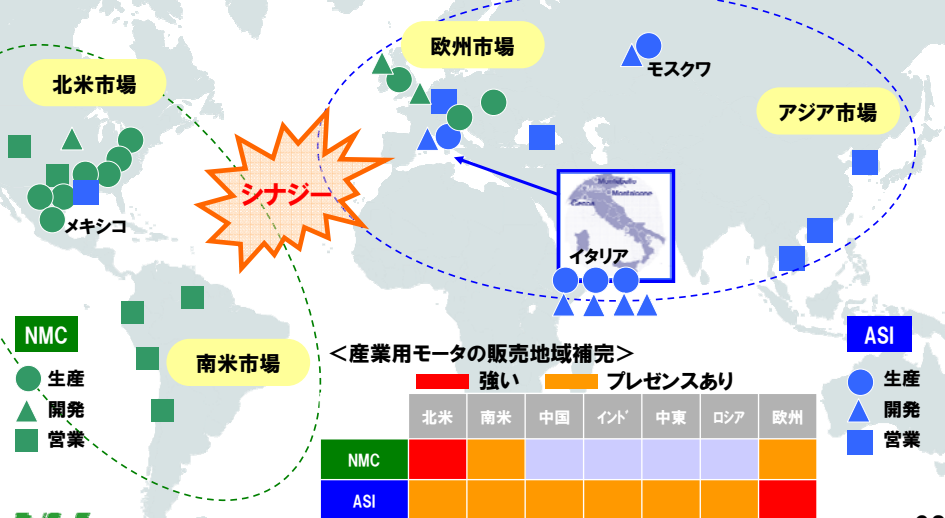 欧州市場
北米市場
モスクワ
アジア市場
シナジー
メキシコ
イタリア
NMC
生産
開発
営業
南米市場
ASI
生産
開発
営業
＜産業用モータの販売地域補完＞
強い プレゼンスあり
北米 南米 中国 インド 中東 ロシア 欧州
NMC
ASI